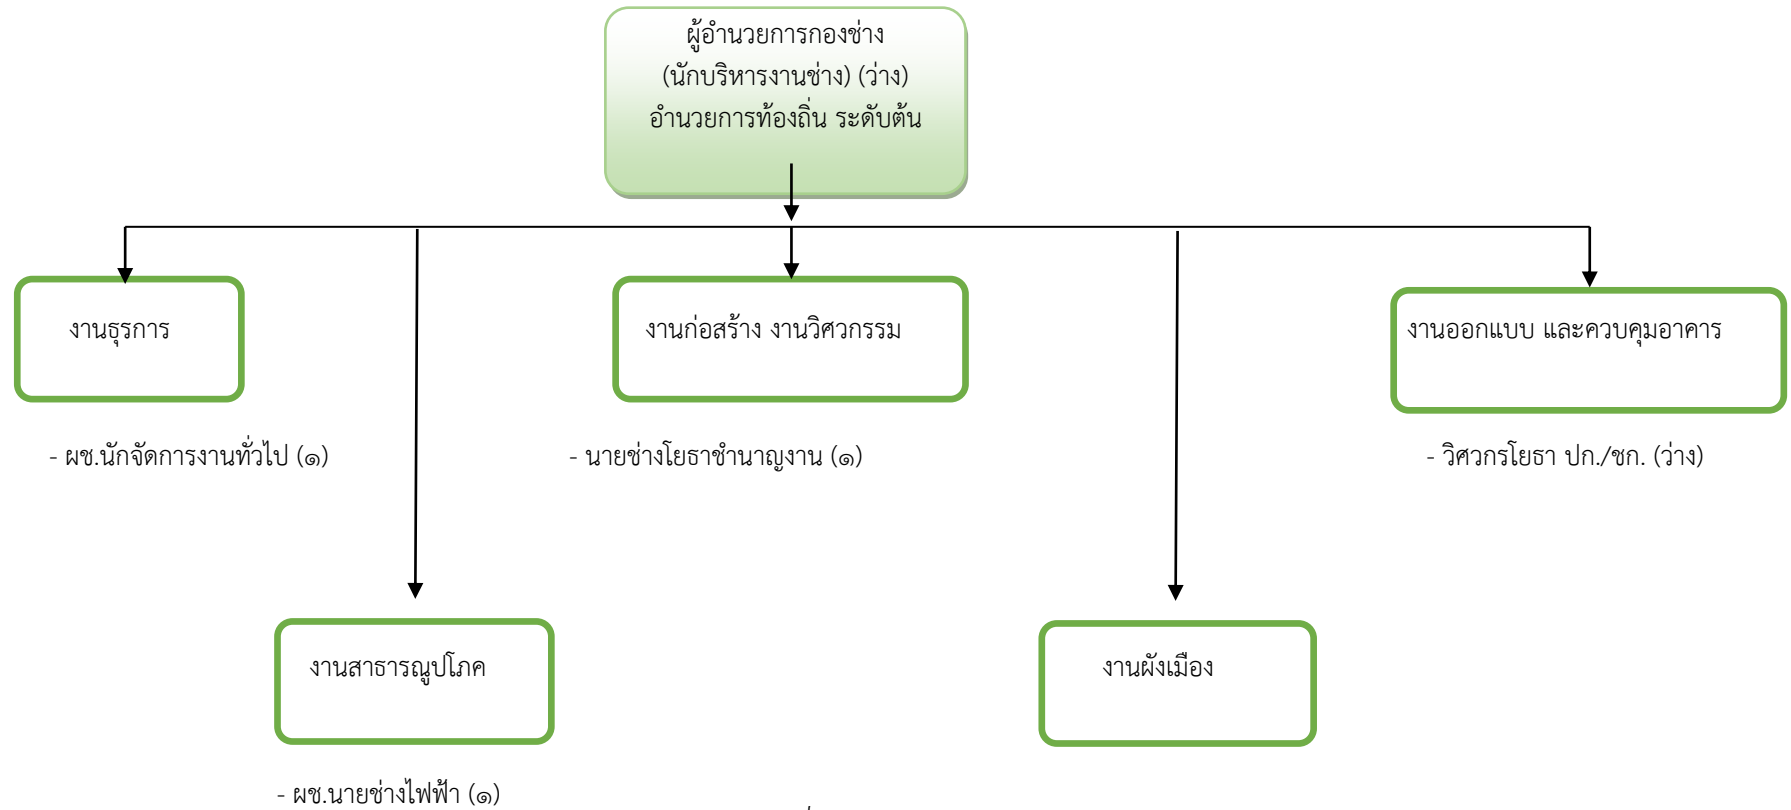 ผู้อำนวยการกองช่าง
(นักบริหารงานช่าง) (ว่าง)
อำนวยการท้องถิ่น ระดับต้น
งานธุรการ
งานก่อสร้าง งานวิศวกรรม
งานออกแบบ และควบคุมอาคาร
- ผช.นักจัดการงานทั่วไป (๑)
- นายช่างโยธาชำนาญงาน (๑)
- วิศวกรโยธา ปก./ชก. (ว่าง)
งานสาธารณูปโภค
งานผังเมือง
- ผช.นายช่างไฟฟ้า (๑)